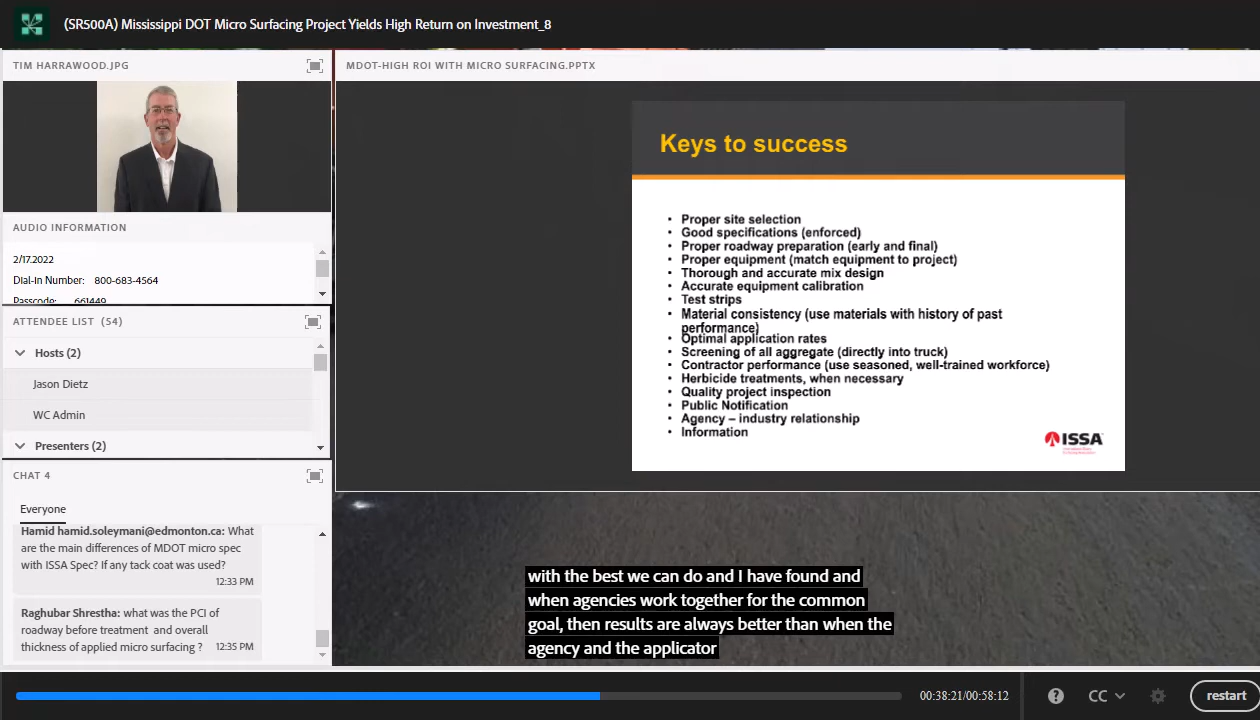 (SR500A) Mississippi DOT Micro Surfacing Project Yields High Return on Investment_8
TIM HARRAWOOD.JPG
AUDIO INFORMATION
2/17.2022
Dial-In Number: 800-683-4564
Passcode: 661449
ATTENDEE LIST (54)
Hosts (2)
Jason Dietz
WC Admin
Presenters (2)
CHAT 4
Everyone
Hamid hamid.soleymani@edmonton.ca: What
are the main differences of MDOT micro spec
with ISSA Spec? If any tack coat was used?
12:33 PM
Raghubar Shrestha: what was the PCI of
roadway before treatment and overall
thickness of applied micro surfacing ? 12:35 PM
MDOT-HIGH ROI WITH MICRO SURFACING.PPTX
Keys to success
• Proper site selection
• Good specifications (enforced)
• Proper roadway preparation (early and final)
• Proper equipment (match equipment to project)
• Thorough and accurate mix design
• Accurate equipment calibration
• Test strips
• Material consistency (use materials with history of past
performance)
• Optimal application rates
• Screening of all aggregate (directly into truck)
• Contractor performance (use seasoned, well-trained workforce)
• Herbicide treatments, when necessary
• Quality project inspection
• Public Notification
• Agency – industry relationship
• Information
ISSA
with the best we can do and I have found and
when agencies work together for the common
goal, then results are always better than when the
agency and the applicator
00:38:21/00:58:12
?
CC
restart